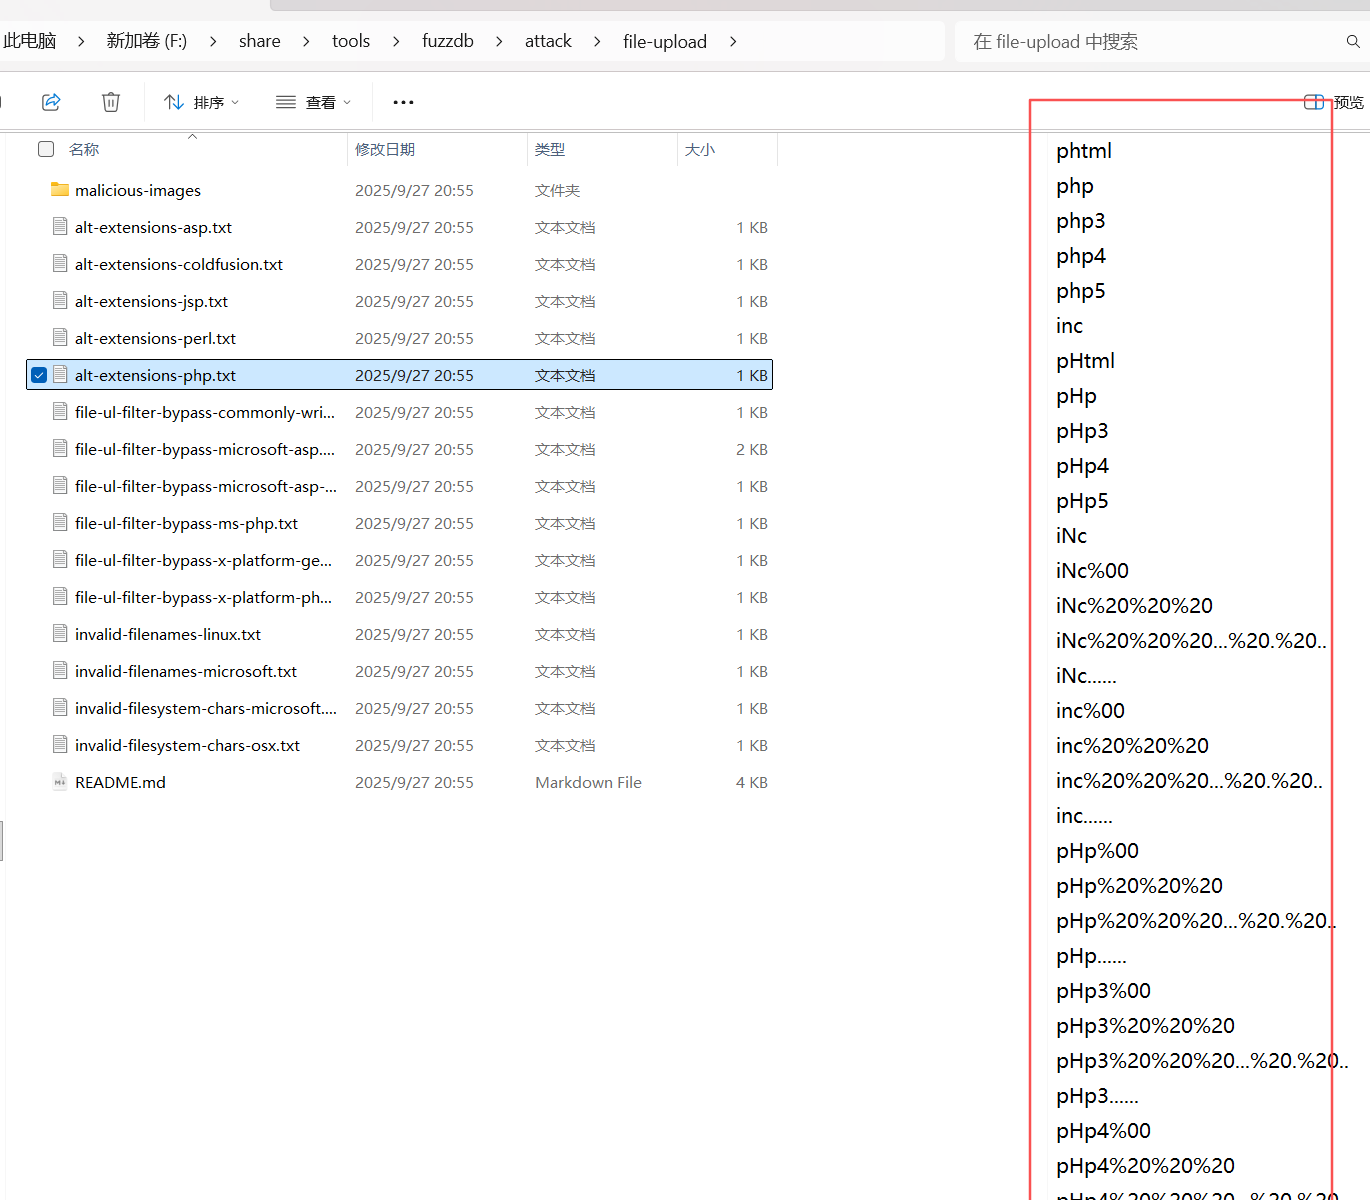 此电脑 > 新加卷 (F:) > share > tools > fuzzdb > attack > file-upload >
在 file-upload 中搜索
排序 查看 ... 预览
名称 修改日期 类型 大小
malicious-images 2025/9/27 20:55 文件夹
alt-extensions-asp.txt 2025/9/27 20:55 文本文档 1 KB
alt-extensions-coldfusion.txt 2025/9/27 20:55 文本文档 1 KB
alt-extensions-jsp.txt 2025/9/27 20:55 文本文档 1 KB
alt-extensions-perl.txt 2025/9/27 20:55 文本文档 1 KB
alt-extensions-php.txt 2025/9/27 20:55 文本文档 1 KB
file-ul-filter-bypass-commonly-wri... 2025/9/27 20:55 文本文档 1 KB
file-ul-filter-bypass-microsoft-asp.... 2025/9/27 20:55 文本文档 2 KB
file-ul-filter-bypass-microsoft-asp-... 2025/9/27 20:55 文本文档 1 KB
file-ul-filter-bypass-ms-php.txt 2025/9/27 20:55 文本文档 1 KB
file-ul-filter-bypass-x-platform-ge... 2025/9/27 20:55 文本文档 1 KB
file-ul-filter-bypass-x-platform-ph... 2025/9/27 20:55 文本文档 1 KB
invalid-filenames-linux.txt 2025/9/27 20:55 文本文档 1 KB
invalid-filenames-microsoft.txt 2025/9/27 20:55 文本文档 1 KB
invalid-filesystem-chars-microsoft.... 2025/9/27 20:55 文本文档 1 KB
invalid-filesystem-chars-osx.txt 2025/9/27 20:55 文本文档 1 KB
README.md 2025/9/27 20:55 Markdown File 4 KB
phtml
php
php3
php4
php5
inc
pHtml
pHp
pHp3
pHp4
pHp5
iNc
iNc%00
iNc%20%20%20
iNc%20%20%20...%20.%20..
iNc......
inc%00
inc%20%20%20
inc%20%20%20...%20.%20..
inc......
pHp%00
pHp%20%20%20
pHp%20%20%20...%20.%20..
pHp......
pHp3%00
pHp3%20%20%20
pHp3%20%20%20...%20.%20..
pHp3......
pHp4%00
pHp4%20%20%20
pHp4%20%20%20...%20.%20..